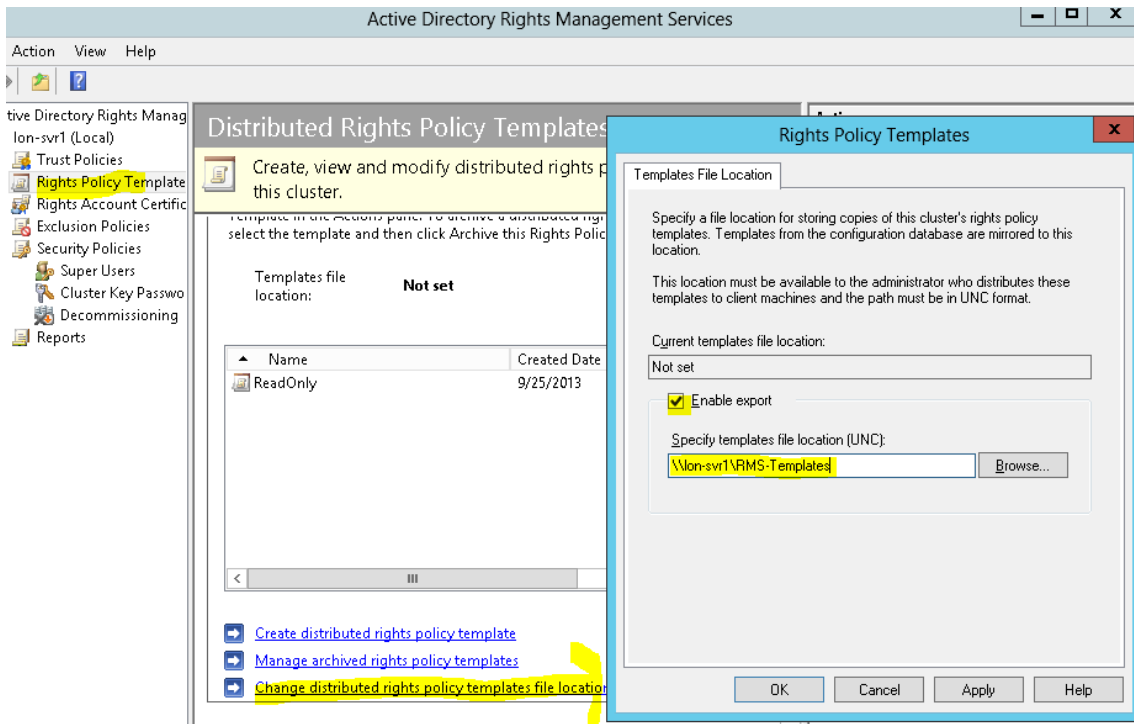 Active Directory Rights Management Services
Action View Help
tive Directory Rights Manag
lon-svr1 (Local)
Trust Policies
Rights Policy Template
Rights Account Certific
Exclusion Policies
Security Policies
Super Users
Cluster Key Passwo
Decommissioning
Reports
Distributed Rights Policy Templates
Create, view and modify distributed rights p
this cluster.
select the template and then click Archive this Rights Polic
Templates file
location:
Not set
Name Created Date
ReadOnly 9/25/2013
Create distributed rights policy template
Manage archived rights policy templates
Change distributed rights policy templates file location
Rights Policy Templates
Templates File Location
Specify a file location for storing copies of this cluster's rights policy
templates. Templates from the configuration database are mirrored to this
location.
This location must be available to the administrator who distributes these
templates to client machines and the path must be in UNC format.
Current templates file location:
Not set
Enable export
Specify templates file location (UNC):
\\lon-svr1\RMS-Templates
Browse...
OK Cancel Apply Help